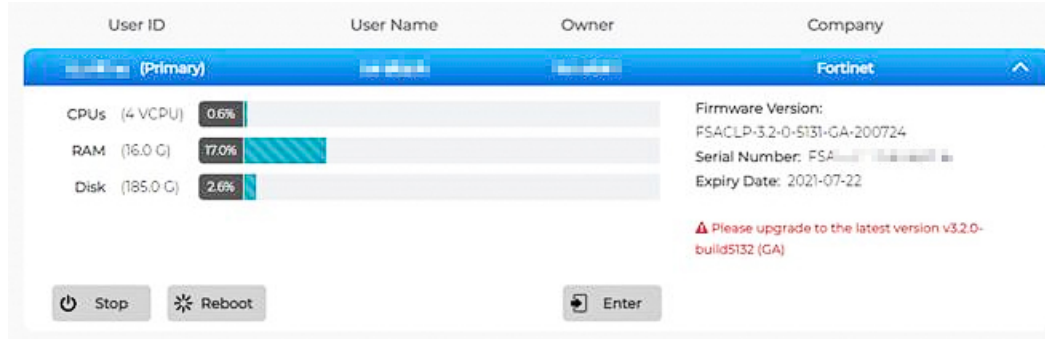 User ID User Name Owner Company
(Primary) Fortinet
CPUs (4 VCPU) 0.6%
RAM (16.0 G) 17.0%
Disk (185.0 G) 2.6%
Firmware Version:
FSACLP-3.2-0-5131-GA-200724
Serial Number: FSA
Expiry Date: 2021-07-22
Please upgrade to the latest version v3.2.0-
build5132 (GA)
Stop Reboot Enter